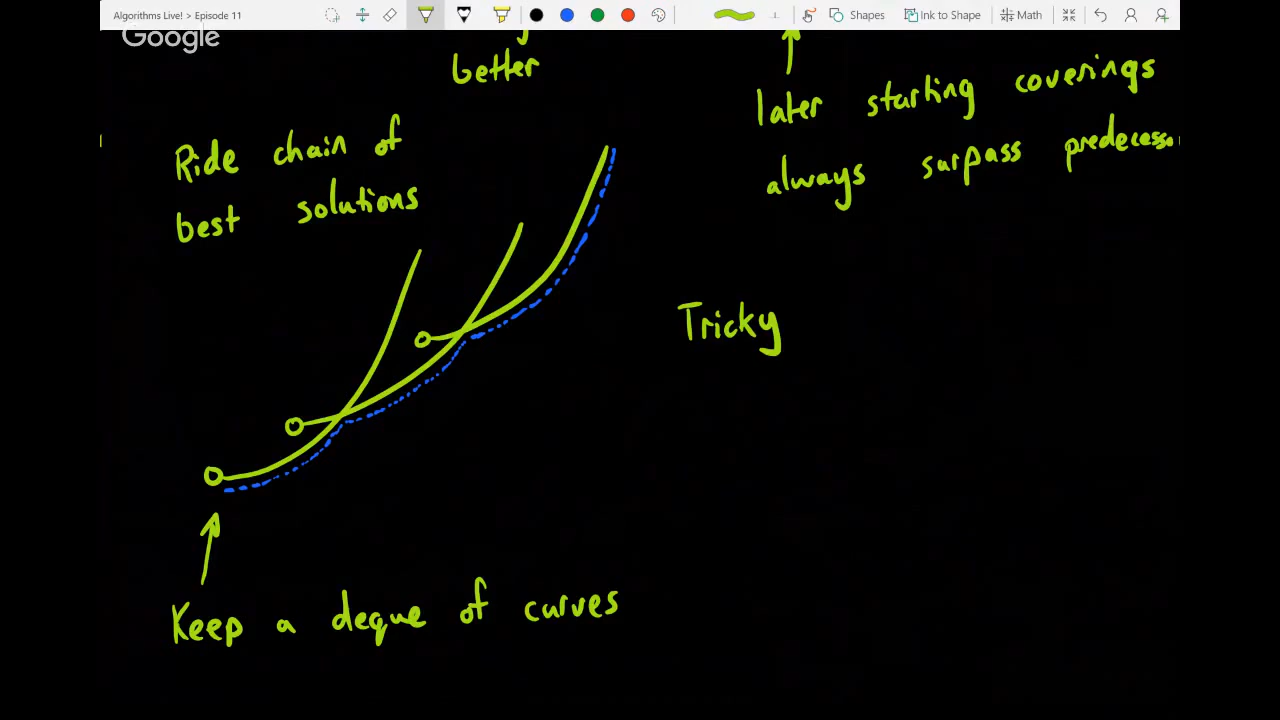 Algorithms Live! > Episode 11
Shapes
Ink to Shape
Math
Google
better
later starting coverings
always surpass predecesso
Ride chain of
best solutions
Tricky
Keep a deque of curves